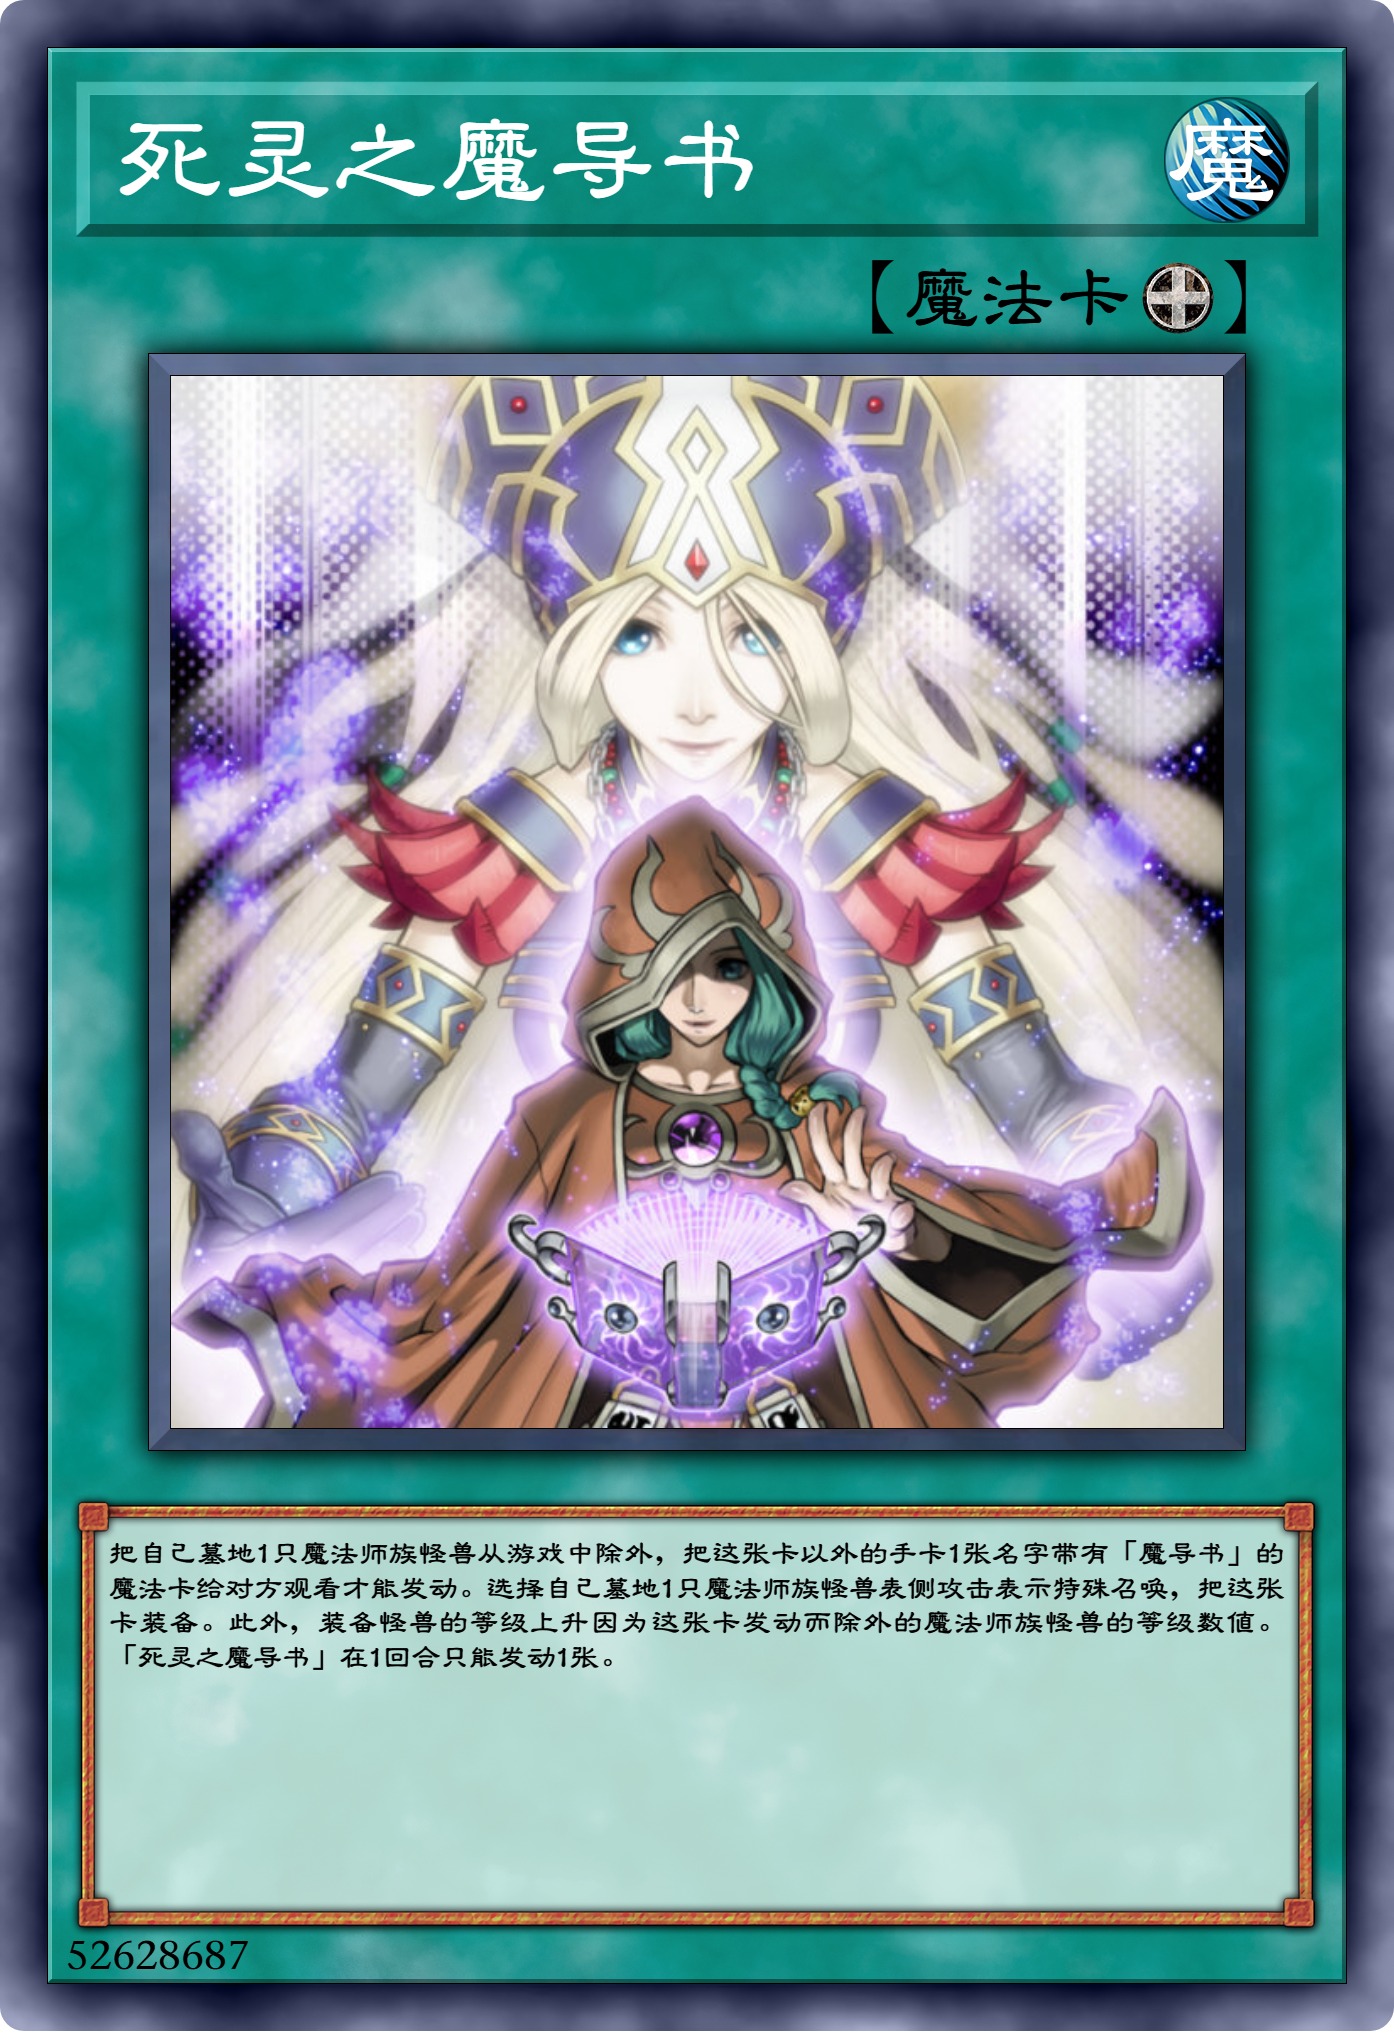 死灵之魔导书
魔
【魔法卡】
把自己墓地1只魔法师族怪兽从游戏中除外，把这张卡以外的手卡1张名字带有「魔导书」的
魔法卡给对方观看才能发动。选择自己墓地1只魔法师族怪兽表侧攻击表示特殊召唤，把这张
卡装备。此外，装备怪兽的等级上升因为这张卡发动而除外的魔法师族怪兽的等级数值。
「死灵之魔导书」在1回合只能发动1张。
52628687